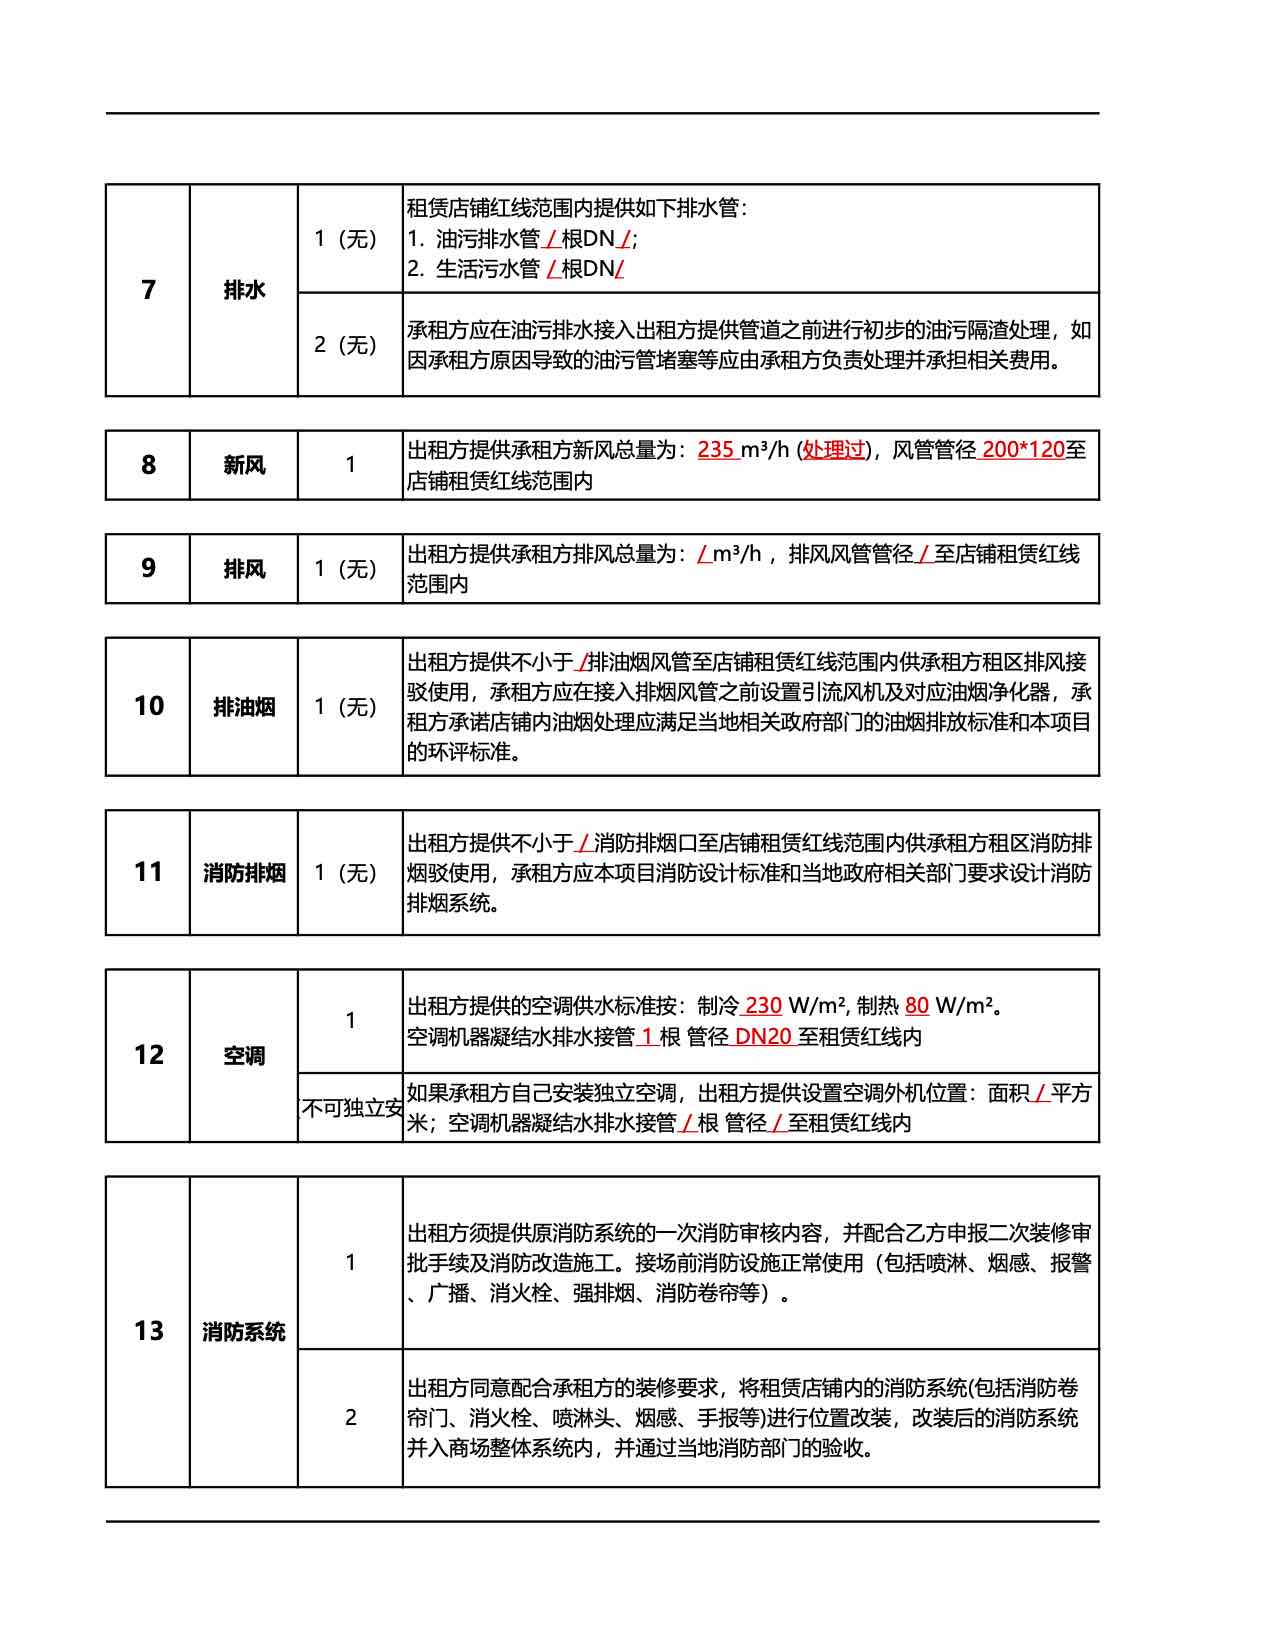 7
排水
1（无）
租赁店铺红线范围内提供如下排水管：
1. 油污排水管 / 根DN /;
2. 生活污水管 / 根DN/
2（无）
承租方应在油污排水接入出租方提供管道之前进行初步的油污隔渣处理，如
因承租方原因导致的油污管堵塞等应由承租方负责处理并承担相关费用。
8
新风
1
出租方提供承租方新风总量为：235 m³/h (处理过)，风管管径 200*120至
店铺租赁红线范围内
9
排风
1（无）
出租方提供承租方排风总量为：/ m³/h ，排风风管管径 / 至店铺租赁红线
范围内
10
排油烟
1（无）
出租方提供不小于 /排油烟风管至店铺租赁红线范围内供承租方租区排风接
驳使用，承租方应在接入排烟风管之前设置引流风机及对应油烟净化器，承
租方承诺店铺内油烟处理应满足当地相关政府部门的油烟排放标准和本项目
的环评标准。
11
消防排烟
1（无）
出租方提供不小于 / 消防排烟口至店铺租赁红线范围内供承租方租区消防排
烟驳使用，承租方应本项目消防设计标准和当地政府相关部门要求设计消防
排烟系统。
12
空调
1
出租方提供的空调供水标准按：制冷 230 W/m², 制热 80 W/m²。
空调机器凝结水排水接管 1 根 管径 DN20 至租赁红线内
不可独立安
如果承租方自己安装独立空调，出租方提供设置空调外机位置：面积 / 平方
米；空调机器凝结水排水接管 / 根 管径 / 至租赁红线内
13
消防系统
1
出租方须提供原消防系统的一次消防审核内容，并配合乙方申报二次装修审
批手续及消防改造施工。接场前消防设施正常使用（包括喷淋、烟感、报警
、广播、消火栓、强排烟、消防卷帘等）。
2
出租方同意配合承租方的装修要求，将租赁店铺内的消防系统(包括消防卷
帘门、消火栓、喷淋头、烟感、手报等)进行位置改装，改装后的消防系统
并入商场整体系统内，并通过当地消防部门的验收。